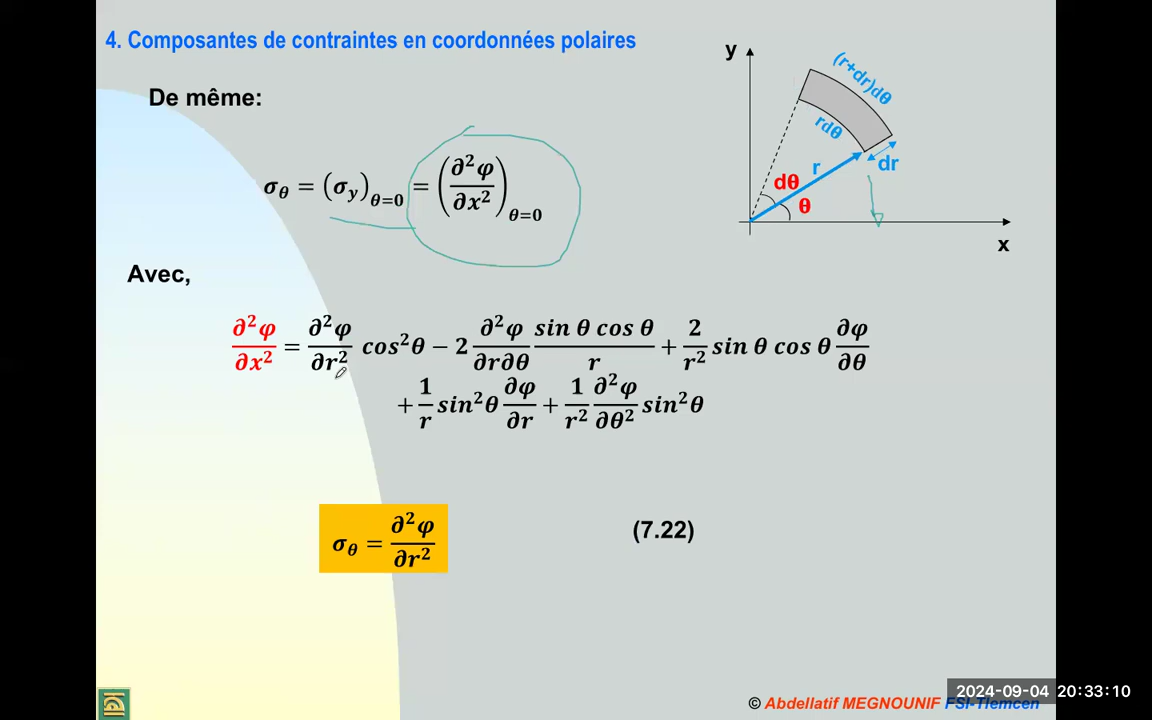 4. Composantes de contraintes en coordonnées polaires
De même:
σ_θ = (σ_y)_{θ=0} = (∂²φ/∂x²)_{θ=0}
y
(r+dr)dθ
rdθ
dr
r
dθ
θ
x
Avec,
∂²φ/∂x² = ∂²φ/∂r² cos²θ − 2 ∂²φ/∂r∂θ sin θ cos θ/r + 2/r² sin θ cos θ ∂φ/∂θ
+ 1/r sin²θ ∂φ/∂r + 1/r² ∂²φ/∂θ² sin²θ
σ_θ = ∂²φ/∂r² (7.22)
2024-09-04 20:33:10
© Abdellatif MEGNOUNIF FSI-Tlemcen